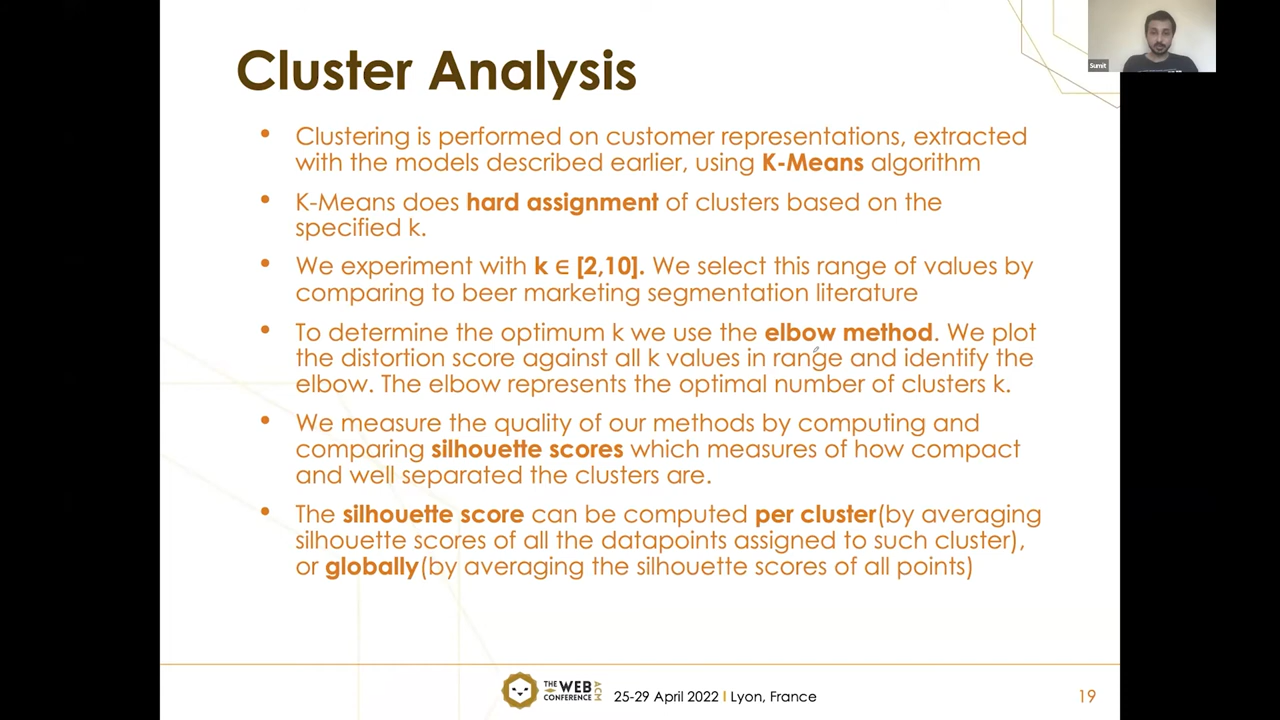 Cluster Analysis
Sumit
• Clustering is performed on customer representations, extracted
with the models described earlier, using K-Means algorithm
• K-Means does hard assignment of clusters based on the
specified k.
• We experiment with k ∈ [2,10]. We select this range of values by
comparing to beer marketing segmentation literature
• To determine the optimum k we use the elbow method. We plot
the distortion score against all k values in range and identify the
elbow. The elbow represents the optimal number of clusters k.
• We measure the quality of our methods by computing and
comparing silhouette scores which measures of how compact
and well separated the clusters are.
• The silhouette score can be computed per cluster(by averaging
silhouette scores of all the datapoints assigned to such cluster),
or globally(by averaging the silhouette scores of all points)
THE WEB CONFERENCE ACM
25-29 April 2022 I Lyon, France
19